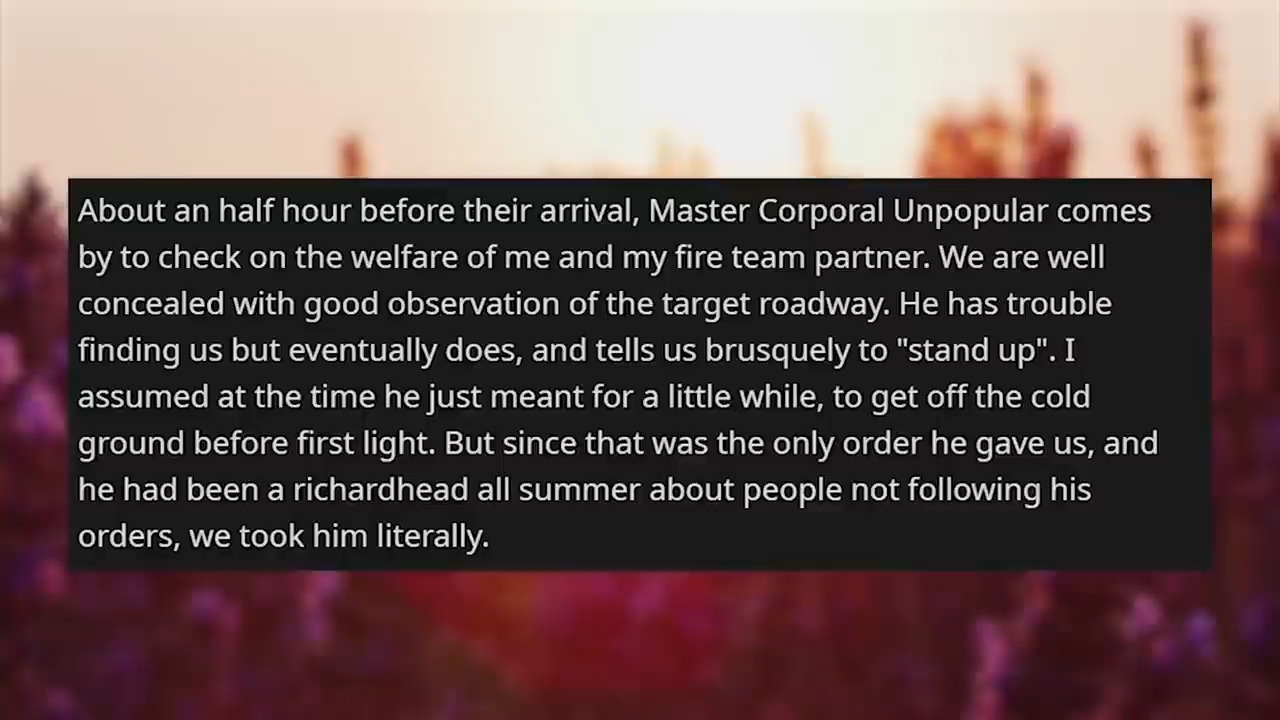 About an half hour before their arrival, Master Corporal Unpopular comes
by to check on the welfare of me and my fire team partner. We are well
concealed with good observation of the target roadway. He has trouble
finding us but eventually does, and tells us brusquely to "stand up". I
assumed at the time he just meant for a little while, to get off the cold
ground before first light. But since that was the only order he gave us, and
he had been a richardhead all summer about people not following his
orders, we took him literally.